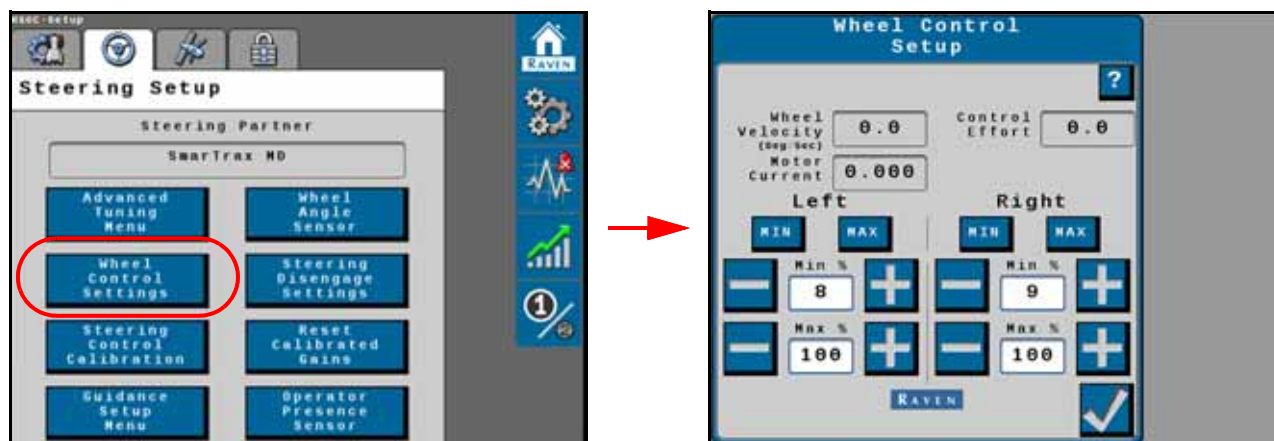 RSOC-Setup
RAVEN
Steering Setup
Steering Partner
SmarTrax MD
Advanced
Tuning
Menu
Wheel
Angle
Sensor
Wheel
Control
Settings
Steering
Disengage
Settings
Steering
Control
Calibration
Reset
Calibrated
Gains
Guidance
Setup
Menu
Operator
Presence
Sensor
1
Wheel Control
Setup
?
Wheel
Velocity
(Deg Sec)
0.0
Control
Effort
0.0
Motor
Current
0.000
Left
Right
MIN
MAX
MIN
MAX
Min %
Min %
8
9
Max %
Max %
100
100
RAVEN